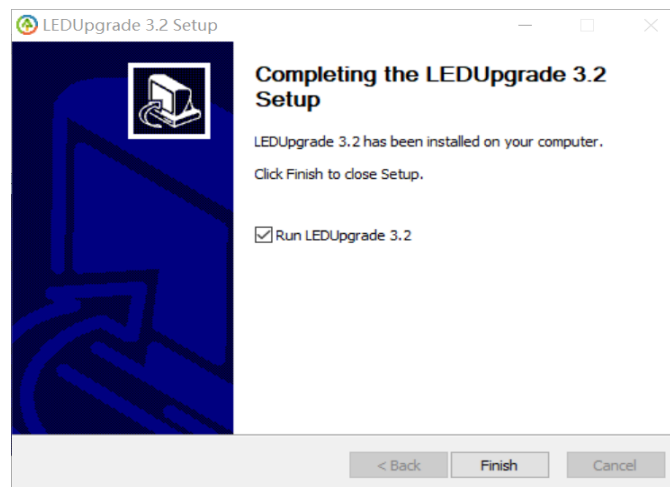 LEDUpgrade 3.2 Setup
Completing the LEDUpgrade 3.2
Setup
LEDUpgrade 3.2 has been installed on your computer.
Click Finish to close Setup.
Run LEDUpgrade 3.2
< Back
Finish
Cancel